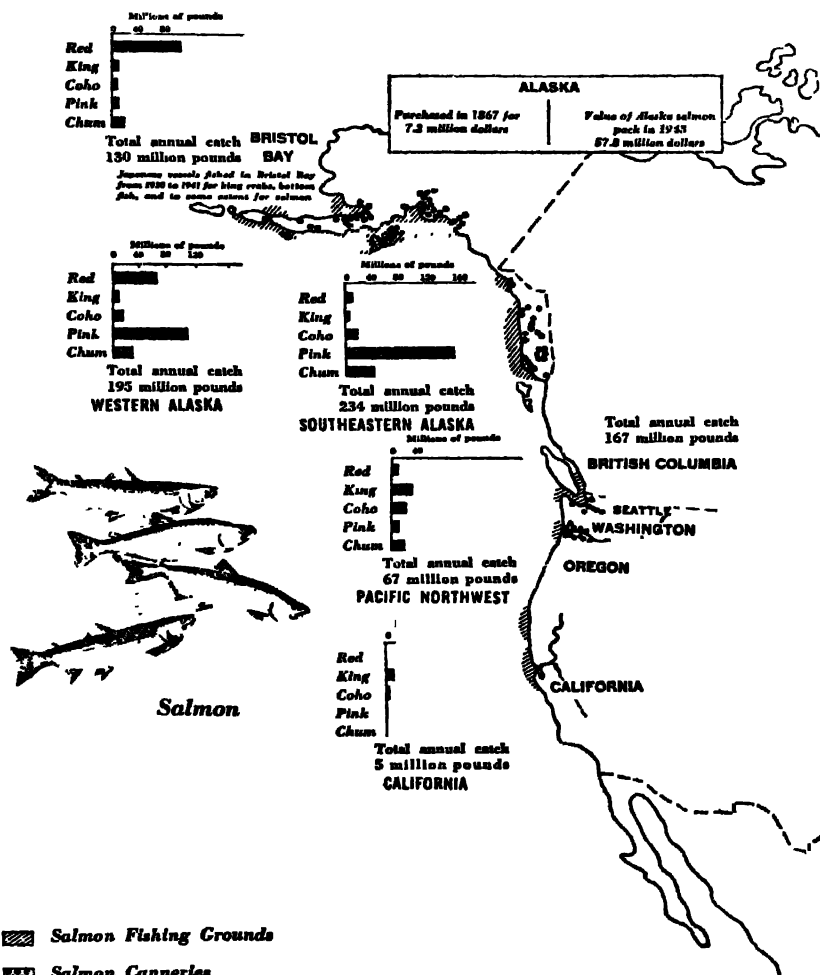 Millions of pounds
0 40 80
Red
King
Coho
Pink
Chum
Total annual catch
130 million pounds
BRISTOL
BAY
Japanese vessels fished in Bristol Bay
from 1930 to 1941 for king crabs, bottom
fish, and to some extent for salmon
ALASKA
Purchased in 1867 for
7.2 million dollars
Value of Alaska salmon
pack in
million dollars
Millions of pounds
0 40 80 120
Red
King
Coho
Pink
Chum
Total annual catch
195 million pounds
WESTERN ALASKA
Millions of pounds
0 40 80 120 160
Red
King
Coho
Pink
Chum
Total annual catch
234 million pounds
SOUTHEASTERN ALASKA
Total annual catch
167 million pounds
BRITISH COLUMBIA
Millions of pounds
0 40
Red
King
Coho
Pink
Chum
Total annual catch
67 million pounds
PACIFIC NORTHWEST
SEATTLE
WASHINGTON
OREGON
0
Red
King
Coho
Pink
Chum
Total annual catch
5 million pounds
CALIFORNIA
CALIFORNIA
Salmon
Salmon Fishing Grounds
Salmon Canneries